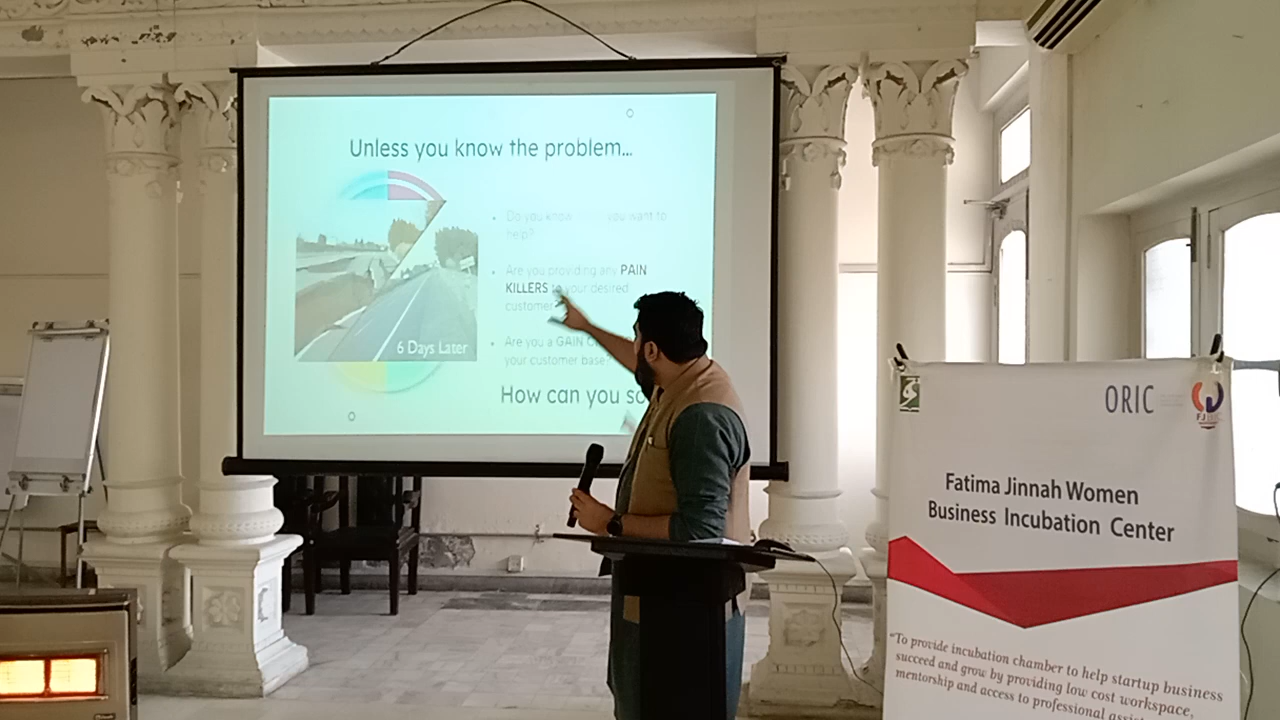 Unless you know the problem...
Do you know you want to
help?
Are you providing any PAIN
KILLERS to your desired
customer
6 Days Later
Are you a GAIN
your customer base?
How can you
ORIC
Fatima Jinnah Women
Business Incubation Center
"To provide incubation chamber to help startup business
succeed and grow by providing low cost workspace,
mentorship and access to professional